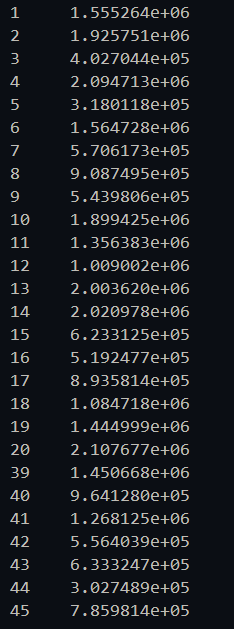 1 1.555264e+06
2 1.925751e+06
3 4.027044e+05
4 2.094713e+06
5 3.180118e+05
6 1.564728e+06
7 5.706173e+05
8 9.087495e+05
9 5.439806e+05
10 1.899425e+06
11 1.356383e+06
12 1.009002e+06
13 2.003620e+06
14 2.020978e+06
15 6.233125e+05
16 5.192477e+05
17 8.935814e+05
18 1.084718e+06
19 1.444999e+06
20 2.107677e+06
39 1.450668e+06
40 9.641280e+05
41 1.268125e+06
42 5.564039e+05
43 6.333247e+05
44 3.027489e+05
45 7.859814e+05